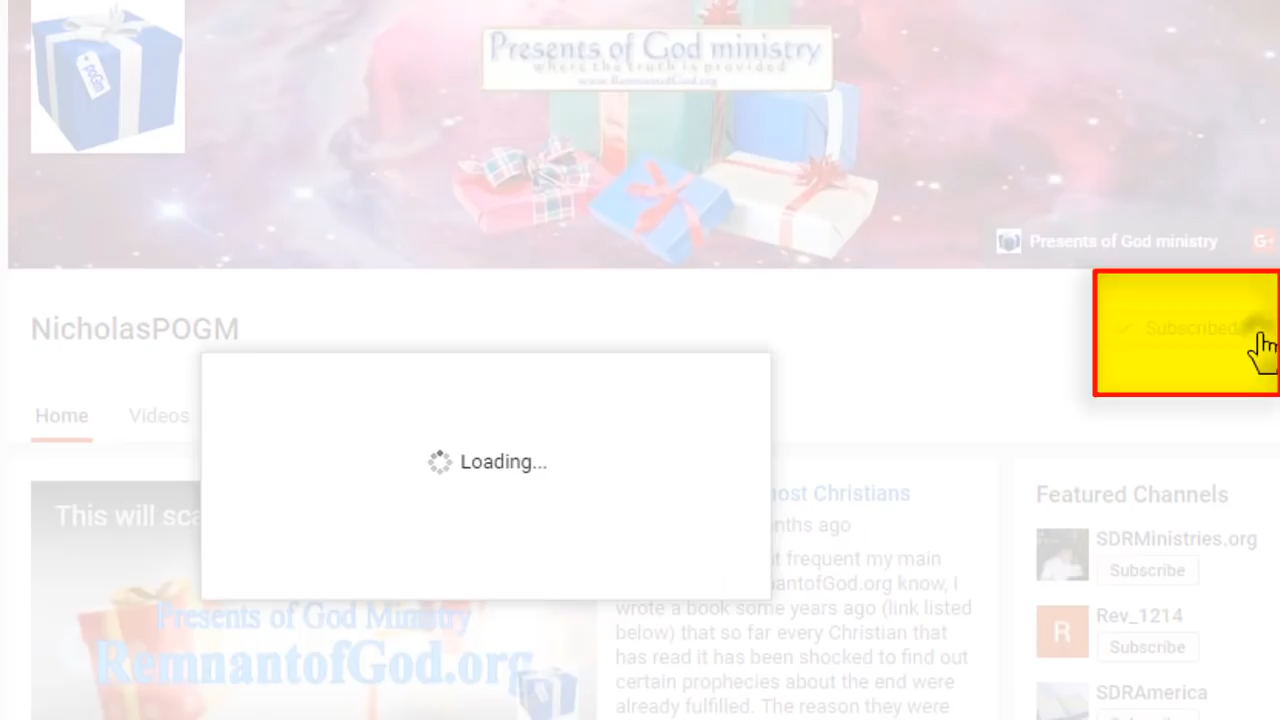 Presents of God ministry
where the truth is provided
www.RemnantofGod.org
poGm
Presents of God ministry
G+
NicholasPOGM
Subscribed
Home
Videos
Loading...
This will sca
Presents of God Ministry
RemnantofGod.org
most Christians
nths ago
t frequent my main
nantofGod.org know, I
wrote a book some years ago (link listed
below) that so far every Christian that
has read it has been shocked to find out
certain prophecies about the end were
already fulfilled. The reason they were
Featured Channels
SDRMinistries.org
Subscribe
R
Rev_1214
Subscribe
SDRAmerica